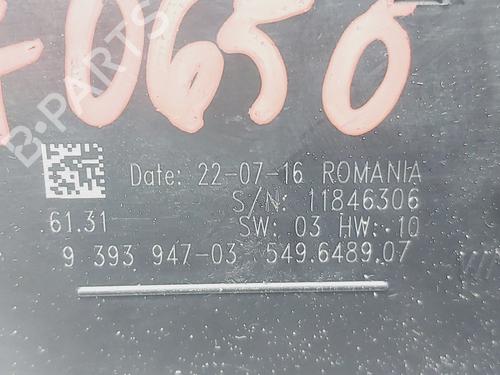 70656
B-PARTS
Date: 22-07-16 ROMANIA
S/N: 11846306
61.31 SW: 03 HW: 10
9 393 947-03 549.6489.07